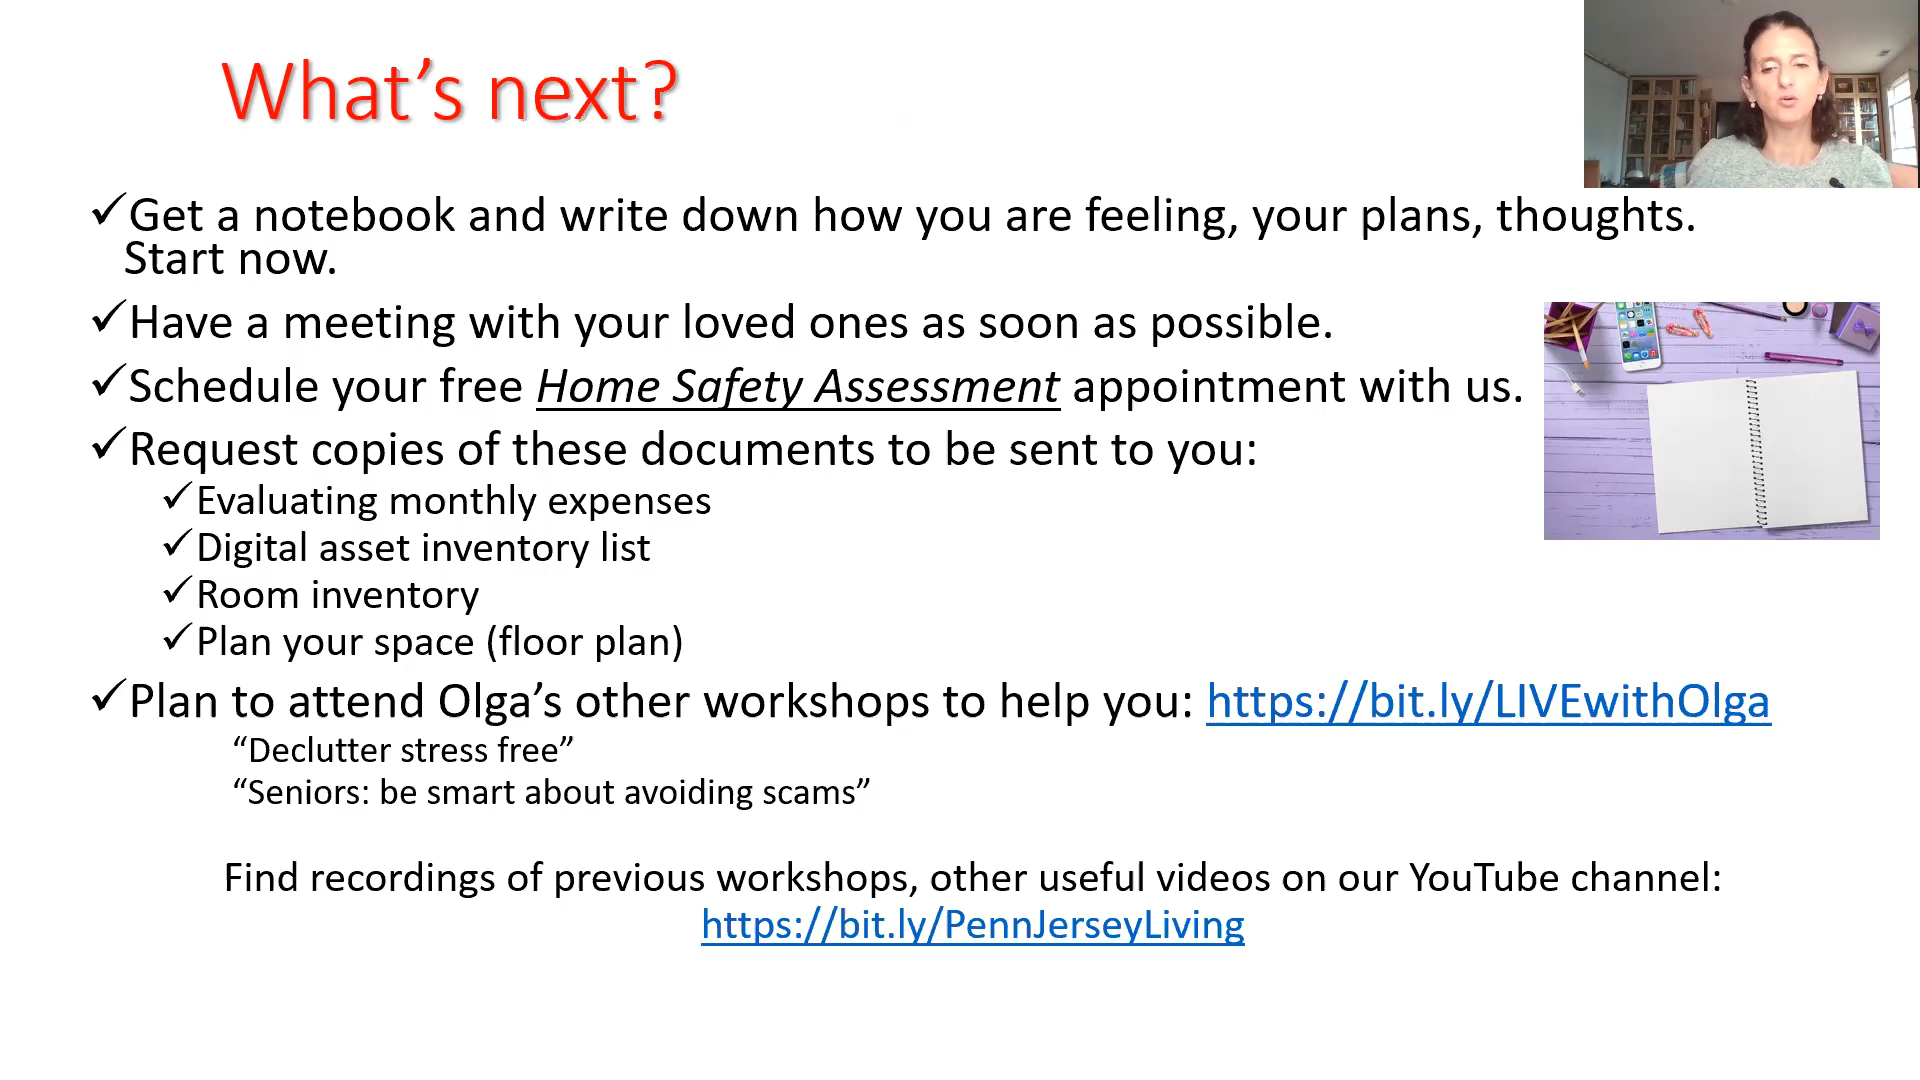 What’s next?
✓Get a notebook and write down how you are feeling, your plans, thoughts.
Start now.
✓Have a meeting with your loved ones as soon as possible.
✓Schedule your free Home Safety Assessment appointment with us.
✓Request copies of these documents to be sent to you:
✓Evaluating monthly expenses
✓Digital asset inventory list
✓Room inventory
✓Plan your space (floor plan)
✓Plan to attend Olga’s other workshops to help you: https://bit.ly/LIVEwithOlga
“Declutter stress free”
“Seniors: be smart about avoiding scams”
Find recordings of previous workshops, other useful videos on our YouTube channel:
https://bit.ly/PennJerseyLiving